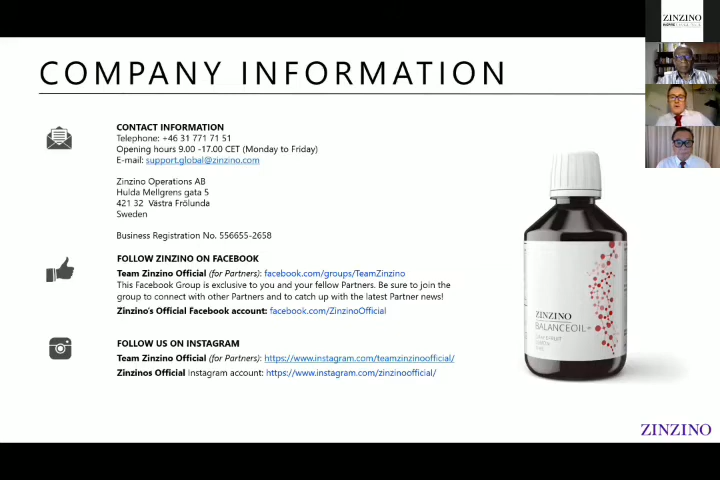 ZINZINO
COMPANY INFORMATION
CONTACT INFORMATION
Telephone: +46 31 771 71 51
Opening hours 9.00 -17.00 CET (Monday to Friday)
E-mail: support.global@zinzino.com
Zinzino Operations AB
Hulda Mellgrens gata 5
421 32 Västra Frölunda
Sweden
Business Registration No. 556655-2658
FOLLOW ZINZINO ON FACEBOOK
Team Zinzino Official (for Partners): facebook.com/groups/TeamZinzino
This Facebook Group is exclusive to you and your fellow Partners. Be sure to join the
group to connect with other Partners and to catch up with the latest Partner news!
Zinzino's Official Facebook account: facebook.com/ZinzinoOfficial
FOLLOW US ON INSTAGRAM
Team Zinzino Official (for Partners): https://www.instagram.com/teamzinzinoofficial/
Zinzinos Official Instagram account: https://www.instagram.com/zinzinoofficial/
ZINZINO
BALANCEOIL+
ZINZINO